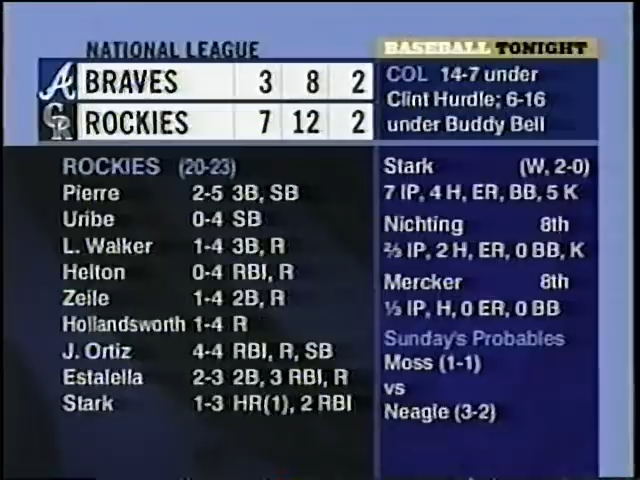 NATIONAL LEAGUE
BASEBALL TONIGHT
A BRAVES 3 8 2
CR ROCKIES 7 12 2
COL 14-7 under
Clint Hurdle; 6-16
under Buddy Bell
ROCKIES (20-23)
Pierre 2-5 3B, SB
Uribe 0-4 SB
L. Walker 1-4 3B, R
Helton 0-4 RBI, R
Zeile 1-4 2B, R
Hollandsworth 1-4 R
J. Ortiz 4-4 RBI, R, SB
Estalella 2-3 2B, 3 RBI, R
Stark 1-3 HR(1), 2 RBI
Stark (W, 2-0)
7 IP, 4 H, ER, BB, 5 K
Nichting 8th
⅔ IP, 2 H, ER, 0 BB, K
Mercker 8th
⅓ IP, H, 0 ER, 0 BB
Sunday's Probables
Moss (1-1)
vs
Neagle (3-2)